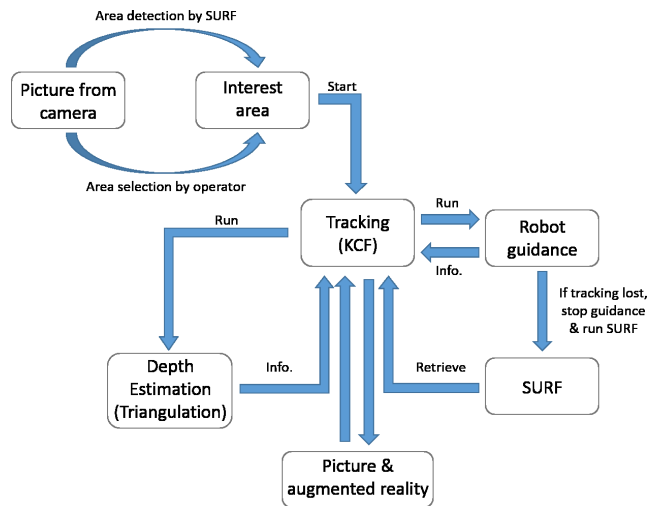 Area detection by SURF
Picture from
camera
Interest
area
Start
Area selection by operator
Run
Tracking
(KCF)
Run
Info.
Robot
guidance
If tracking lost,
stop guidance
& run SURF
Depth
Estimation
(Triangulation)
Info.
Retrieve
SURF
Picture &
augmented reality